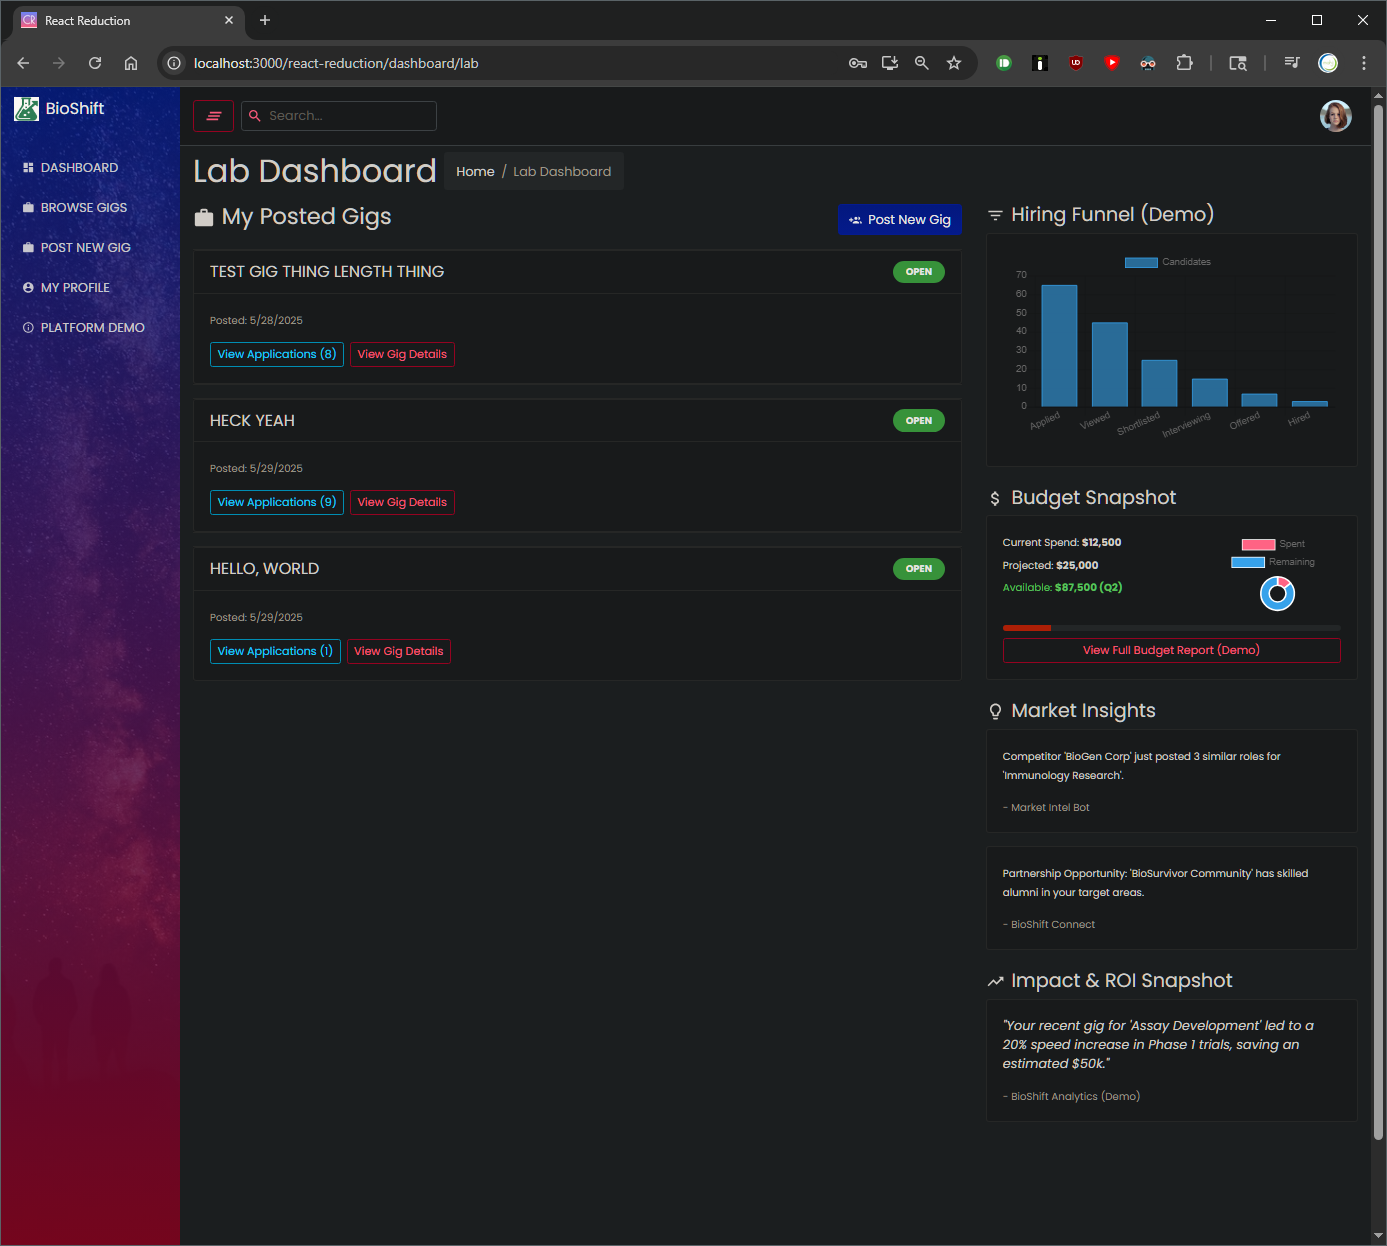 React Reduction
localhost:3000/react-reduction/dashboard/lab
BioShift
Search...
DASHBOARD
BROWSE GIGS
POST NEW GIG
MY PROFILE
PLATFORM DEMO
Lab Dashboard
Home / Lab Dashboard
My Posted Gigs
Post New Gig
TEST GIG THING LENGTH THING
OPEN
Posted: 5/28/2025
View Applications (8)
View Gig Details
HECK YEAH
OPEN
Posted: 5/29/2025
View Applications (9)
View Gig Details
HELLO, WORLD
OPEN
Posted: 5/29/2025
View Applications (1)
View Gig Details
Hiring Funnel (Demo)
Candidates
70
60
50
40
30
20
10
0
Applied
Viewed
Shortlisted
Interviewing
Offered
Hired
Budget Snapshot
Current Spend: $12,500
Projected: $25,000
Available: $87,500 (Q2)
Spent
Remaining
View Full Budget Report (Demo)
Market Insights
Competitor 'BioGen Corp' just posted 3 similar roles for
'Immunology Research'.
- Market Intel Bot
Partnership Opportunity: 'BioSurvivor Community' has skilled
alumni in your target areas.
- BioShift Connect
Impact & ROI Snapshot
"Your recent gig for 'Assay Development' led to a
20% speed increase in Phase 1 trials, saving an
estimated $50k."
- BioShift Analytics (Demo)